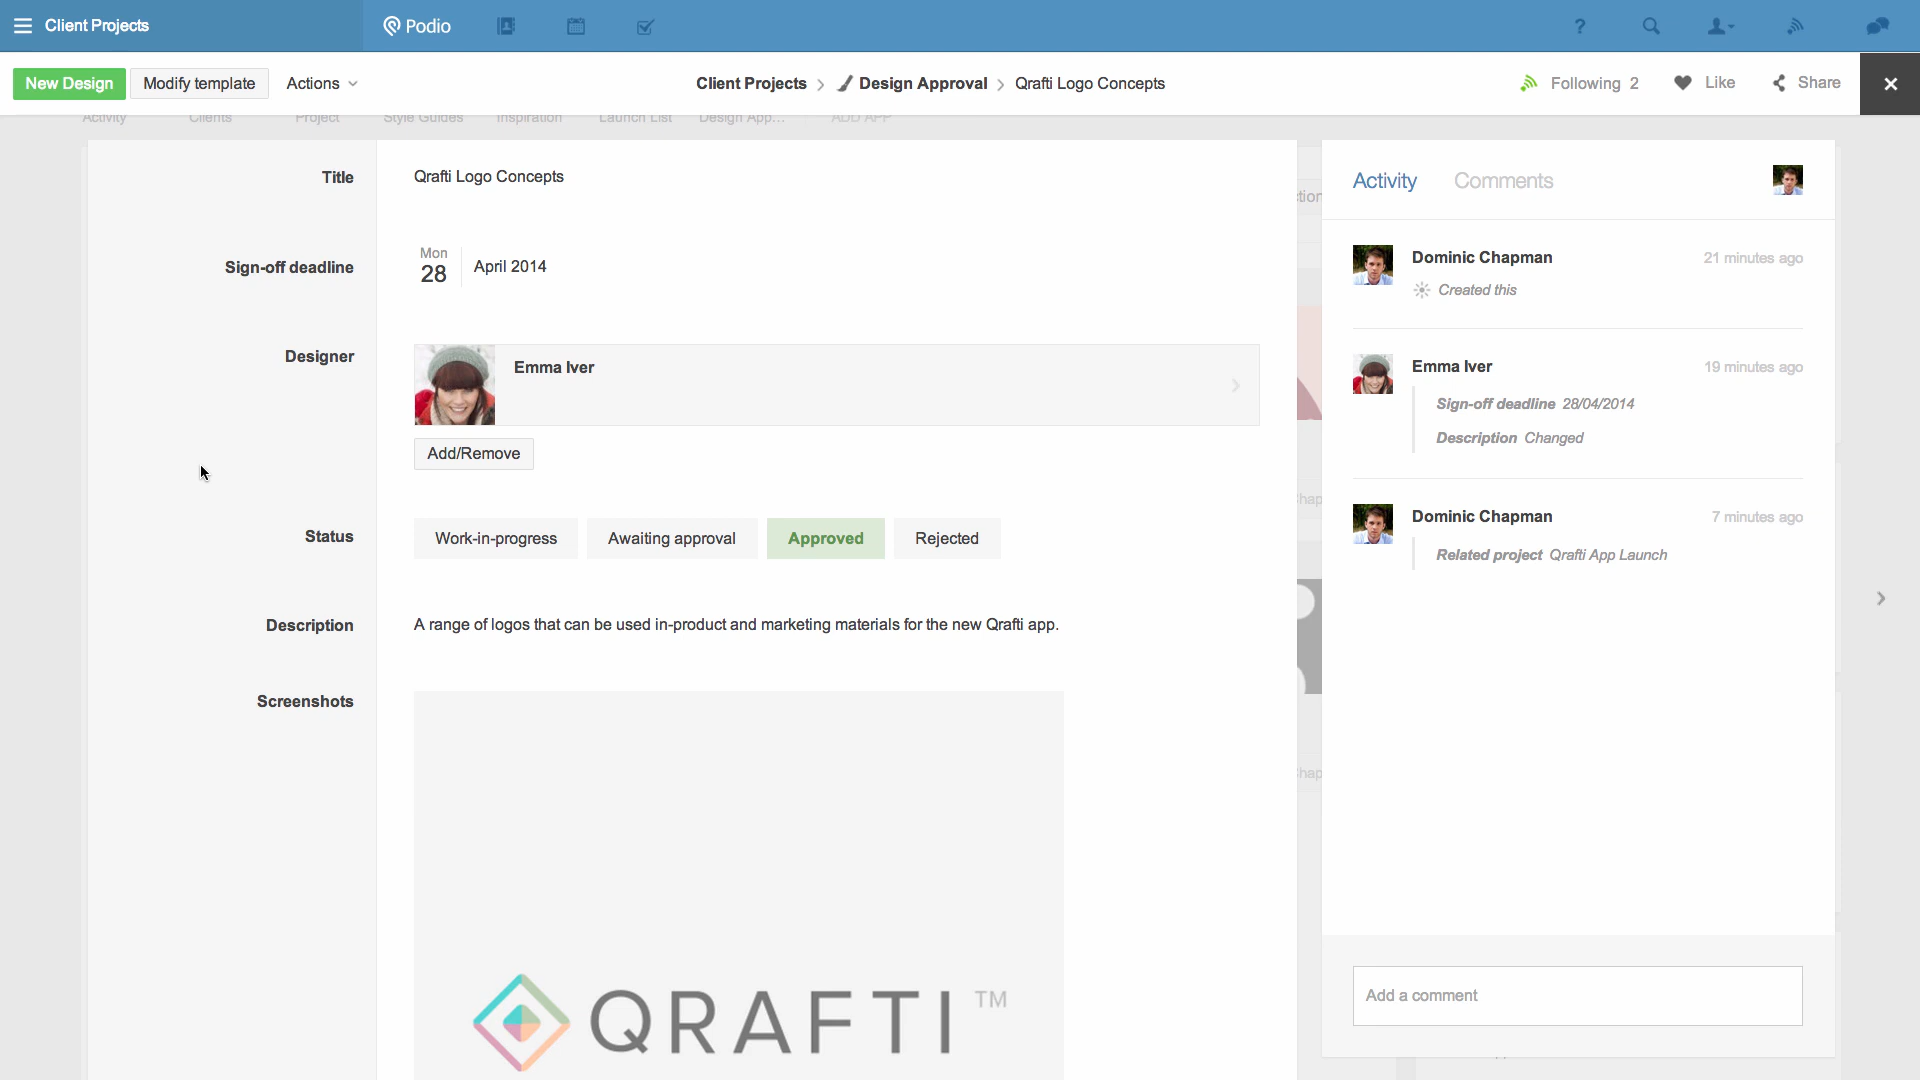 Client Projects
Podio
?
New Design
Modify template
Actions
Client Projects > Design Approval > Qrafti Logo Concepts
Following 2
Like
Share
Activity
Clients
Project
Style Guides
Inspiration
Launch List
Design App...
ADD APP
Title
Qrafti Logo Concepts
Sign-off deadline
Mon
28
April 2014
Designer
Emma Iver
Add/Remove
Status
Work-in-progress
Awaiting approval
Approved
Rejected
Description
A range of logos that can be used in-product and marketing materials for the new Qrafti app.
Screenshots
QRAFTI TM
Activity
Comments
Dominic Chapman
21 minutes ago
Created this
Emma Iver
19 minutes ago
Sign-off deadline 28/04/2014
Description Changed
Dominic Chapman
7 minutes ago
Related project Qrafti App Launch
Add a comment